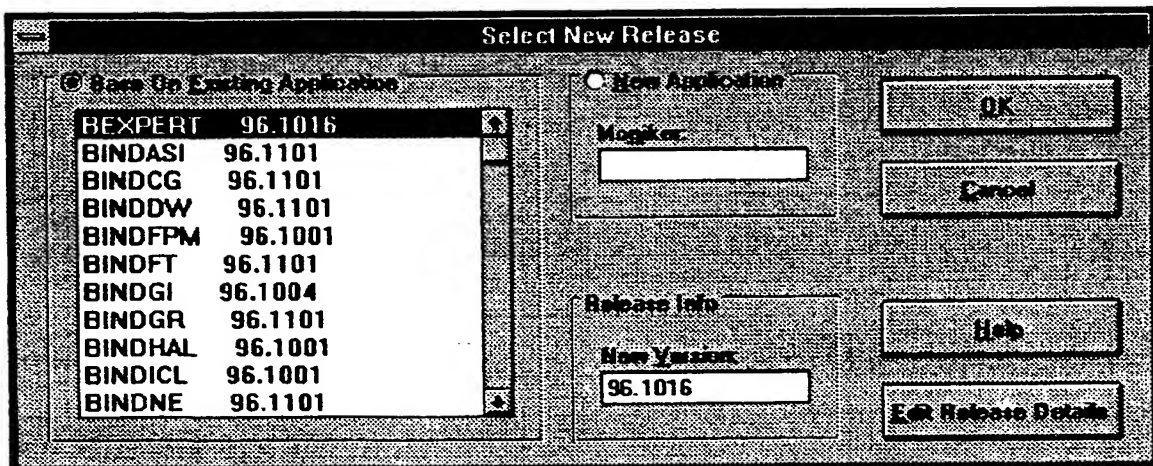 Select New Release
Base On Existing Application
BEXPERT 96.1016
BINDASI 96.1101
BINDCG 96.1101
BINDDW 96.1101
BINDFPM 96.1001
BINDFT 96.1101
BINDGI 96.1004
BINDGR 96.1101
BINDHAL 96.1001
BINDICL 96.1001
BINDNE 96.1101
New Application
Moniker:
Release Info
New Version:
96.1016
OK
Cancel
Help
Edit Release Details